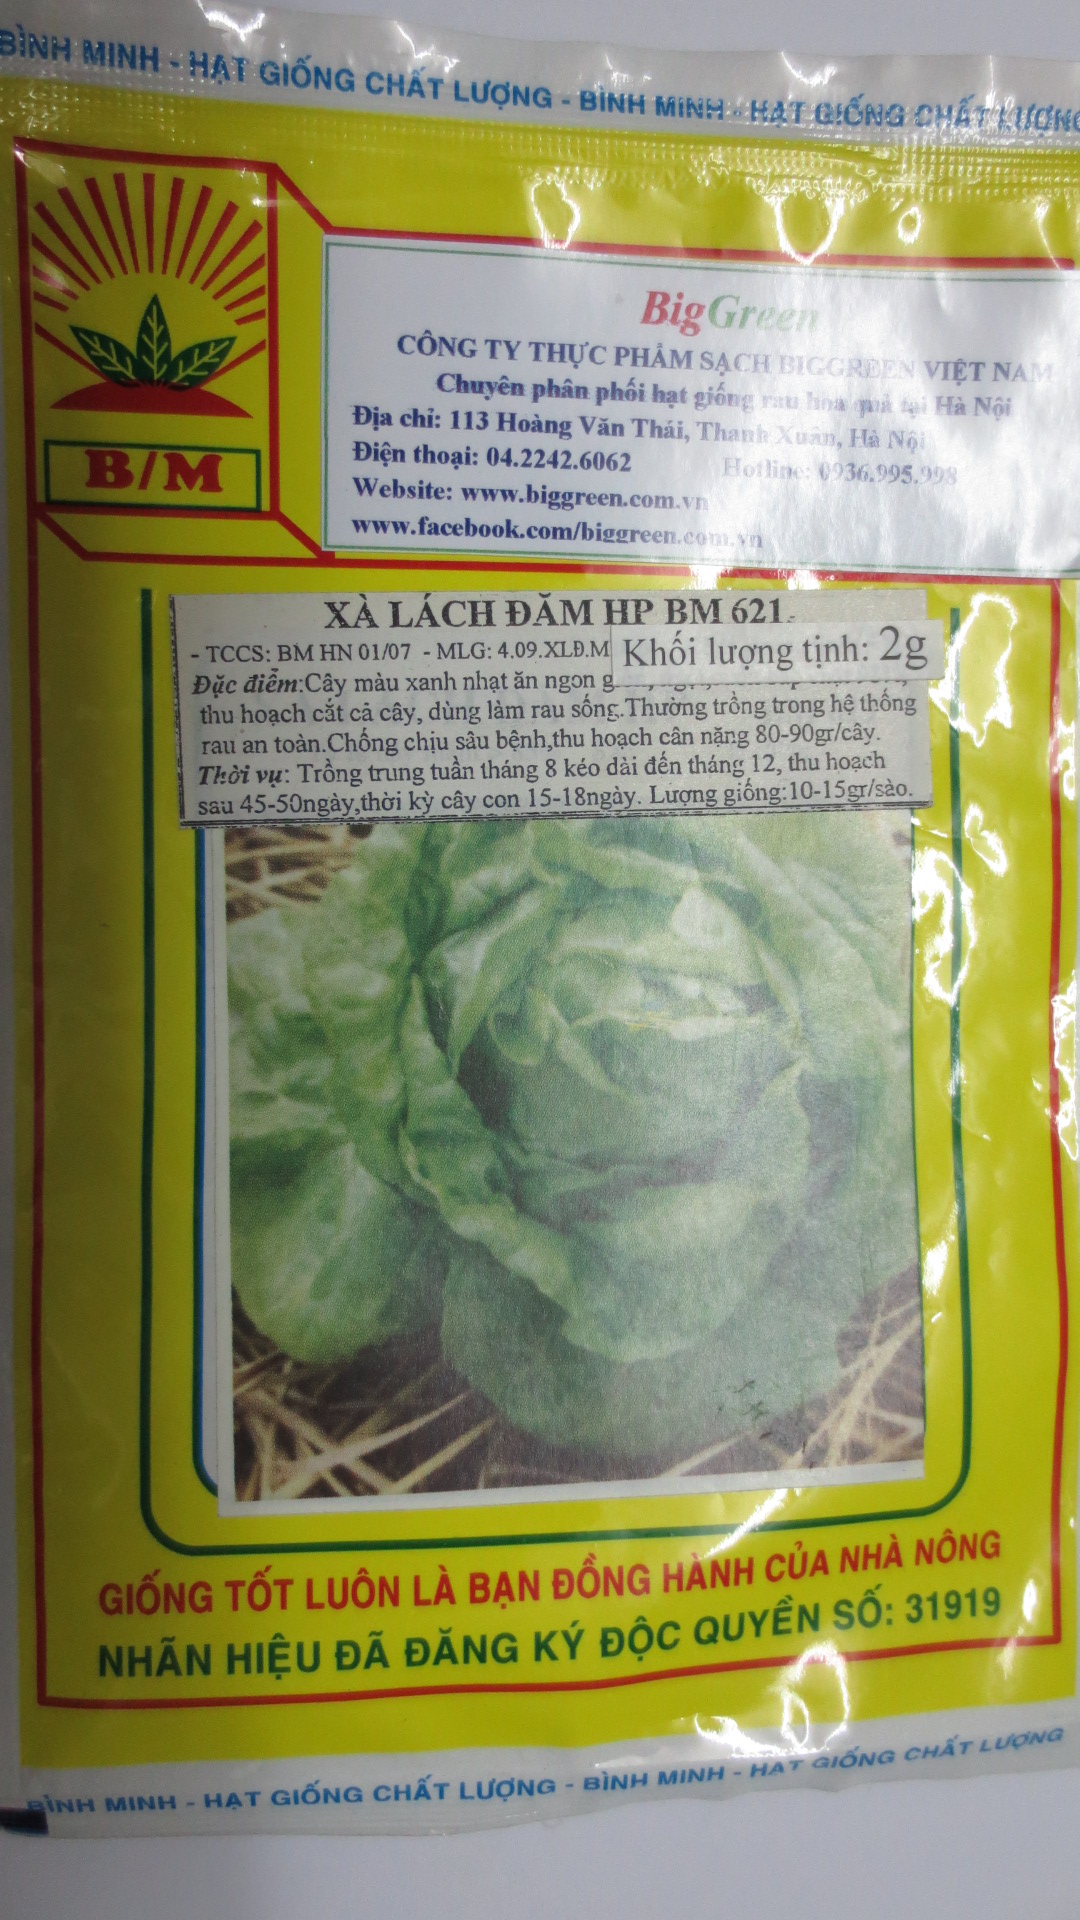 BÌNH MINH - HẠT GIỐNG CHẤT LƯỢNG - BÌNH MINH - HẠT GIỐNG CHẤT LƯỢNG
B/M
BigGreen
CÔNG TY THỰC PHẨM SẠCH BIGGREEN VIỆT NAM
Chuyên phân phối hạt giống rau hoa quả tại Hà Nội
Địa chỉ: 113 Hoàng Văn Thái, Thanh Xuân, Hà Nội
Điện thoại: 04.2242.6062 Hotline: 0936.995.998
Website: www.biggreen.com.vn
www.facebook.com/biggreen.com.vn
XÀ LÁCH ĐĂM HP BM 621.
- TCCS: BM HN 01/07 - MLG: 4.09.XLĐ.M Khối lượng tịnh: 2g
Đặc điểm:Cây màu xanh nhạt ăn ngon
thu hoạch cắt cả cây, dùng làm rau sống.Thường trồng trong hệ thống
rau an toàn.Chống chịu sâu bệnh,thu hoạch cân nặng 80-90gr/cây.
Thời vụ: Trồng trung tuần tháng 8 kéo dài đến tháng 12, thu hoạch
sau 45-50ngày,thời kỳ cây con 15-18ngày. Lượng giống:10-15gr/sào.
GIỐNG TỐT LUÔN LÀ BẠN ĐỒNG HÀNH CỦA NHÀ NÔNG
NHÃN HIỆU ĐÃ ĐĂNG KÝ ĐỘC QUYỀN SỐ: 31919
BÌNH MINH - HẠT GIỐNG CHẤT LƯỢNG - BÌNH MINH - HẠT GIỐNG CHẤT LƯỢNG